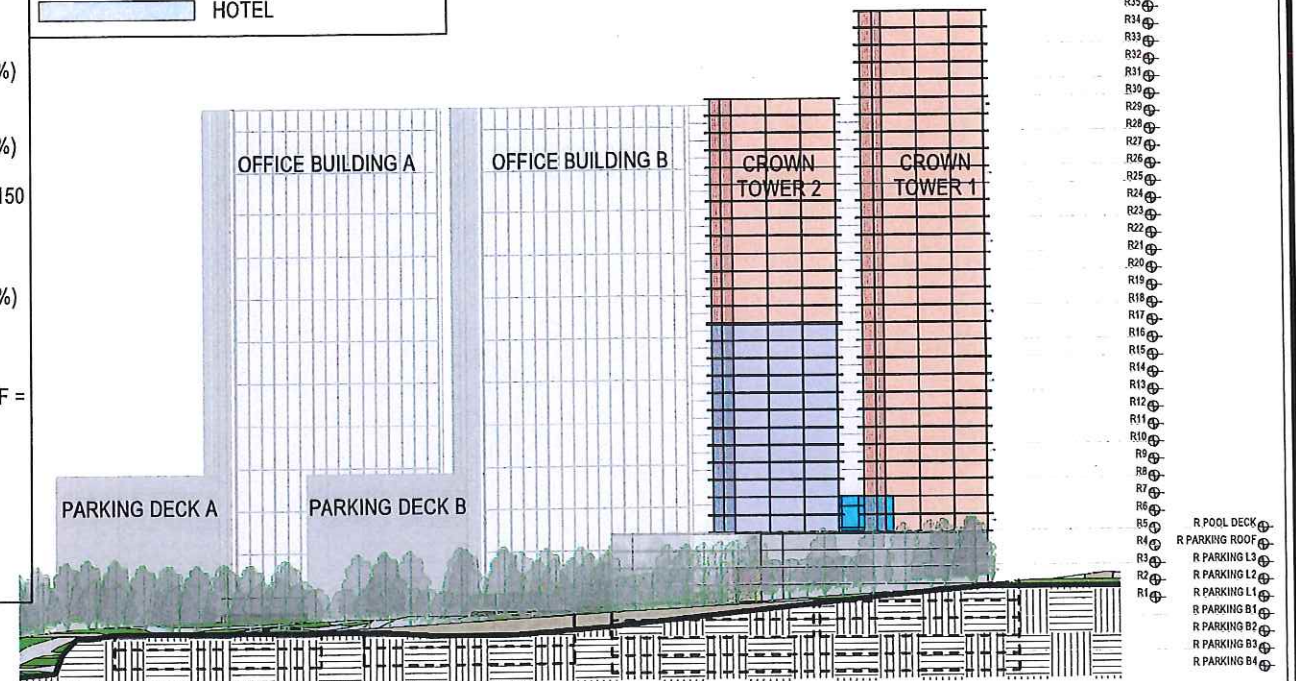 HOTEL
%)
%)
150
%)
F =
OFFICE BUILDING A
OFFICE BUILDING B
CROWN
TOWER 2
CROWN
TOWER 1
PARKING DECK A
PARKING DECK B
R35
R34
R33
R32
R31
R30
R29
R28
R27
R26
R25
R24
R23
R22
R21
R20
R19
R18
R17
R16
R15
R14
R13
R12
R11
R10
R9
R8
R7
R6
R5
R4
R3
R2
R1
R POOL DECK
R PARKING ROOF
R PARKING L3
R PARKING L2
R PARKING L1
R PARKING B1
R PARKING B2
R PARKING B3
R PARKING B4